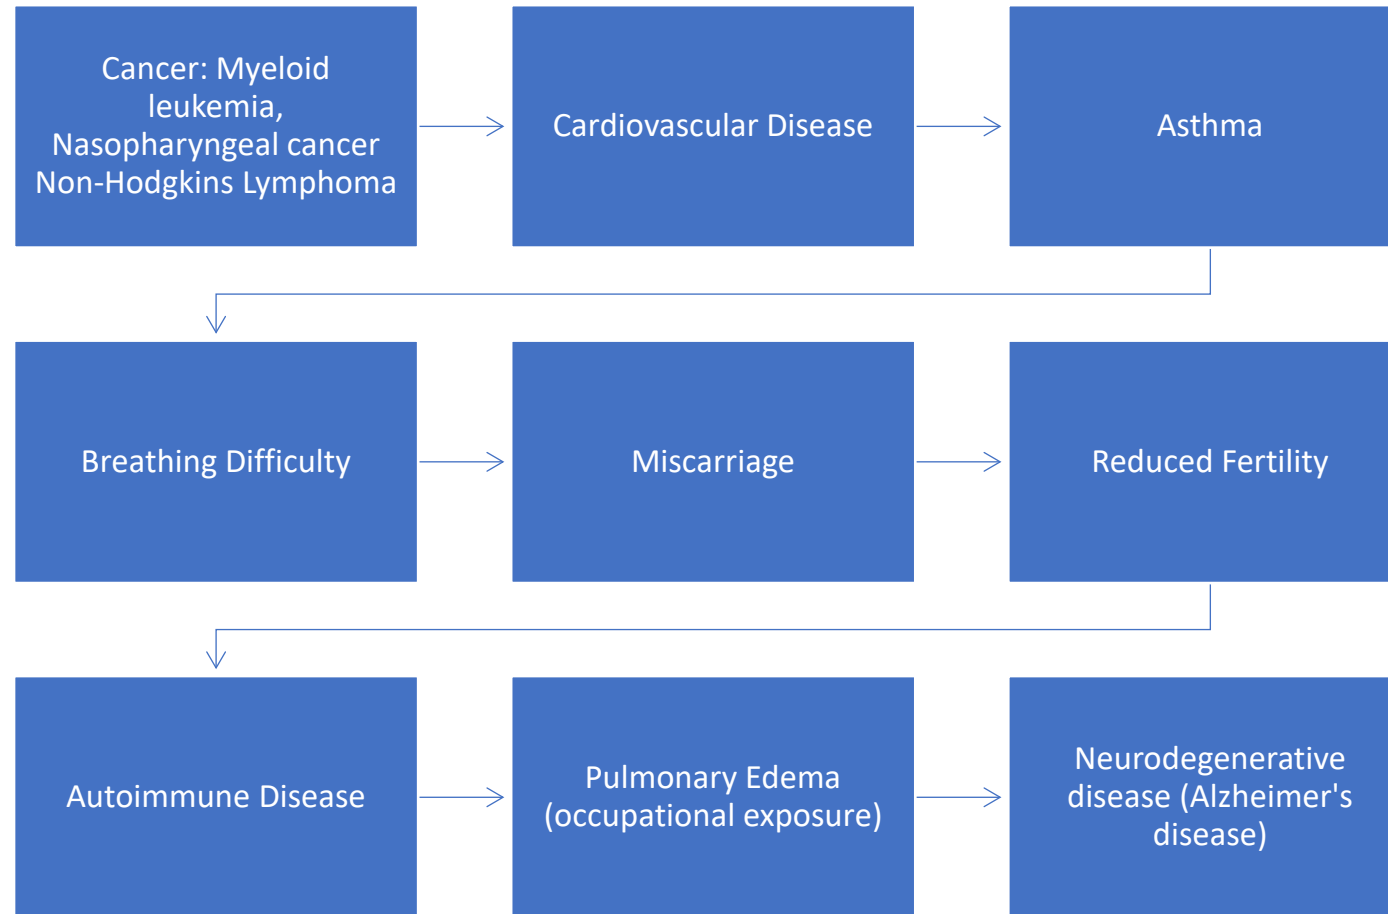 Cancer: Myeloid
leukemia,
Nasopharyngeal cancer
Non-Hodgkins Lymphoma
Cardiovascular Disease
Asthma
Breathing Difficulty
Miscarriage
Reduced Fertility
Autoimmune Disease
Pulmonary Edema
(occupational exposure)
Neurodegenerative
disease (Alzheimer's
disease)